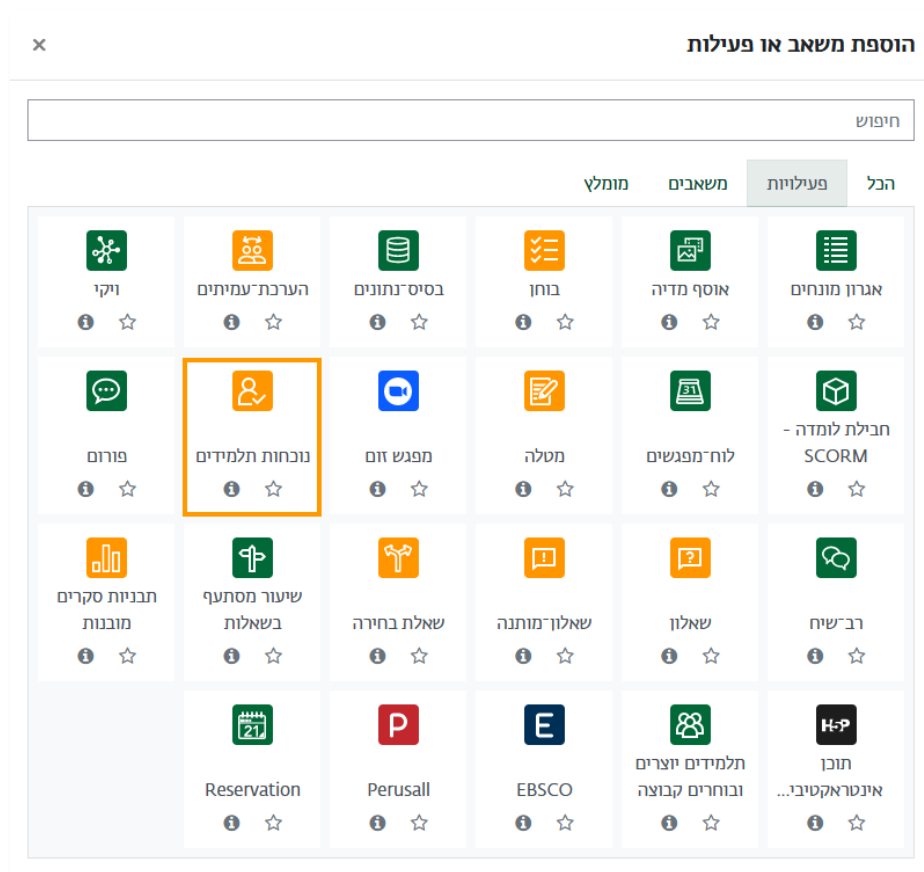 הוספת משאב או פעילות
×
חיפוש
הכל
פעילויות
משאבים
מומלץ
אגרון מונחים
אוסף מדיה
בוחן
בסיס־נתונים
הערכת־עמיתים
ויקי
חבילת לומדה -
SCORM
31
לוח־מפגשים
מטלה
מפגש זום
נוכחות תלמידים
פורום
רב־שיח
שאלון
שאלון־מותנה
שאלת בחירה
שיעור מסתעף
בשאלות
תבניות סקרים
מובנות
H-P
תוכן
אינטראקטיבי...
תלמידים יוצרים
ובוחרים קבוצה
E
EBSCO
P
Perusall
21
Reservation